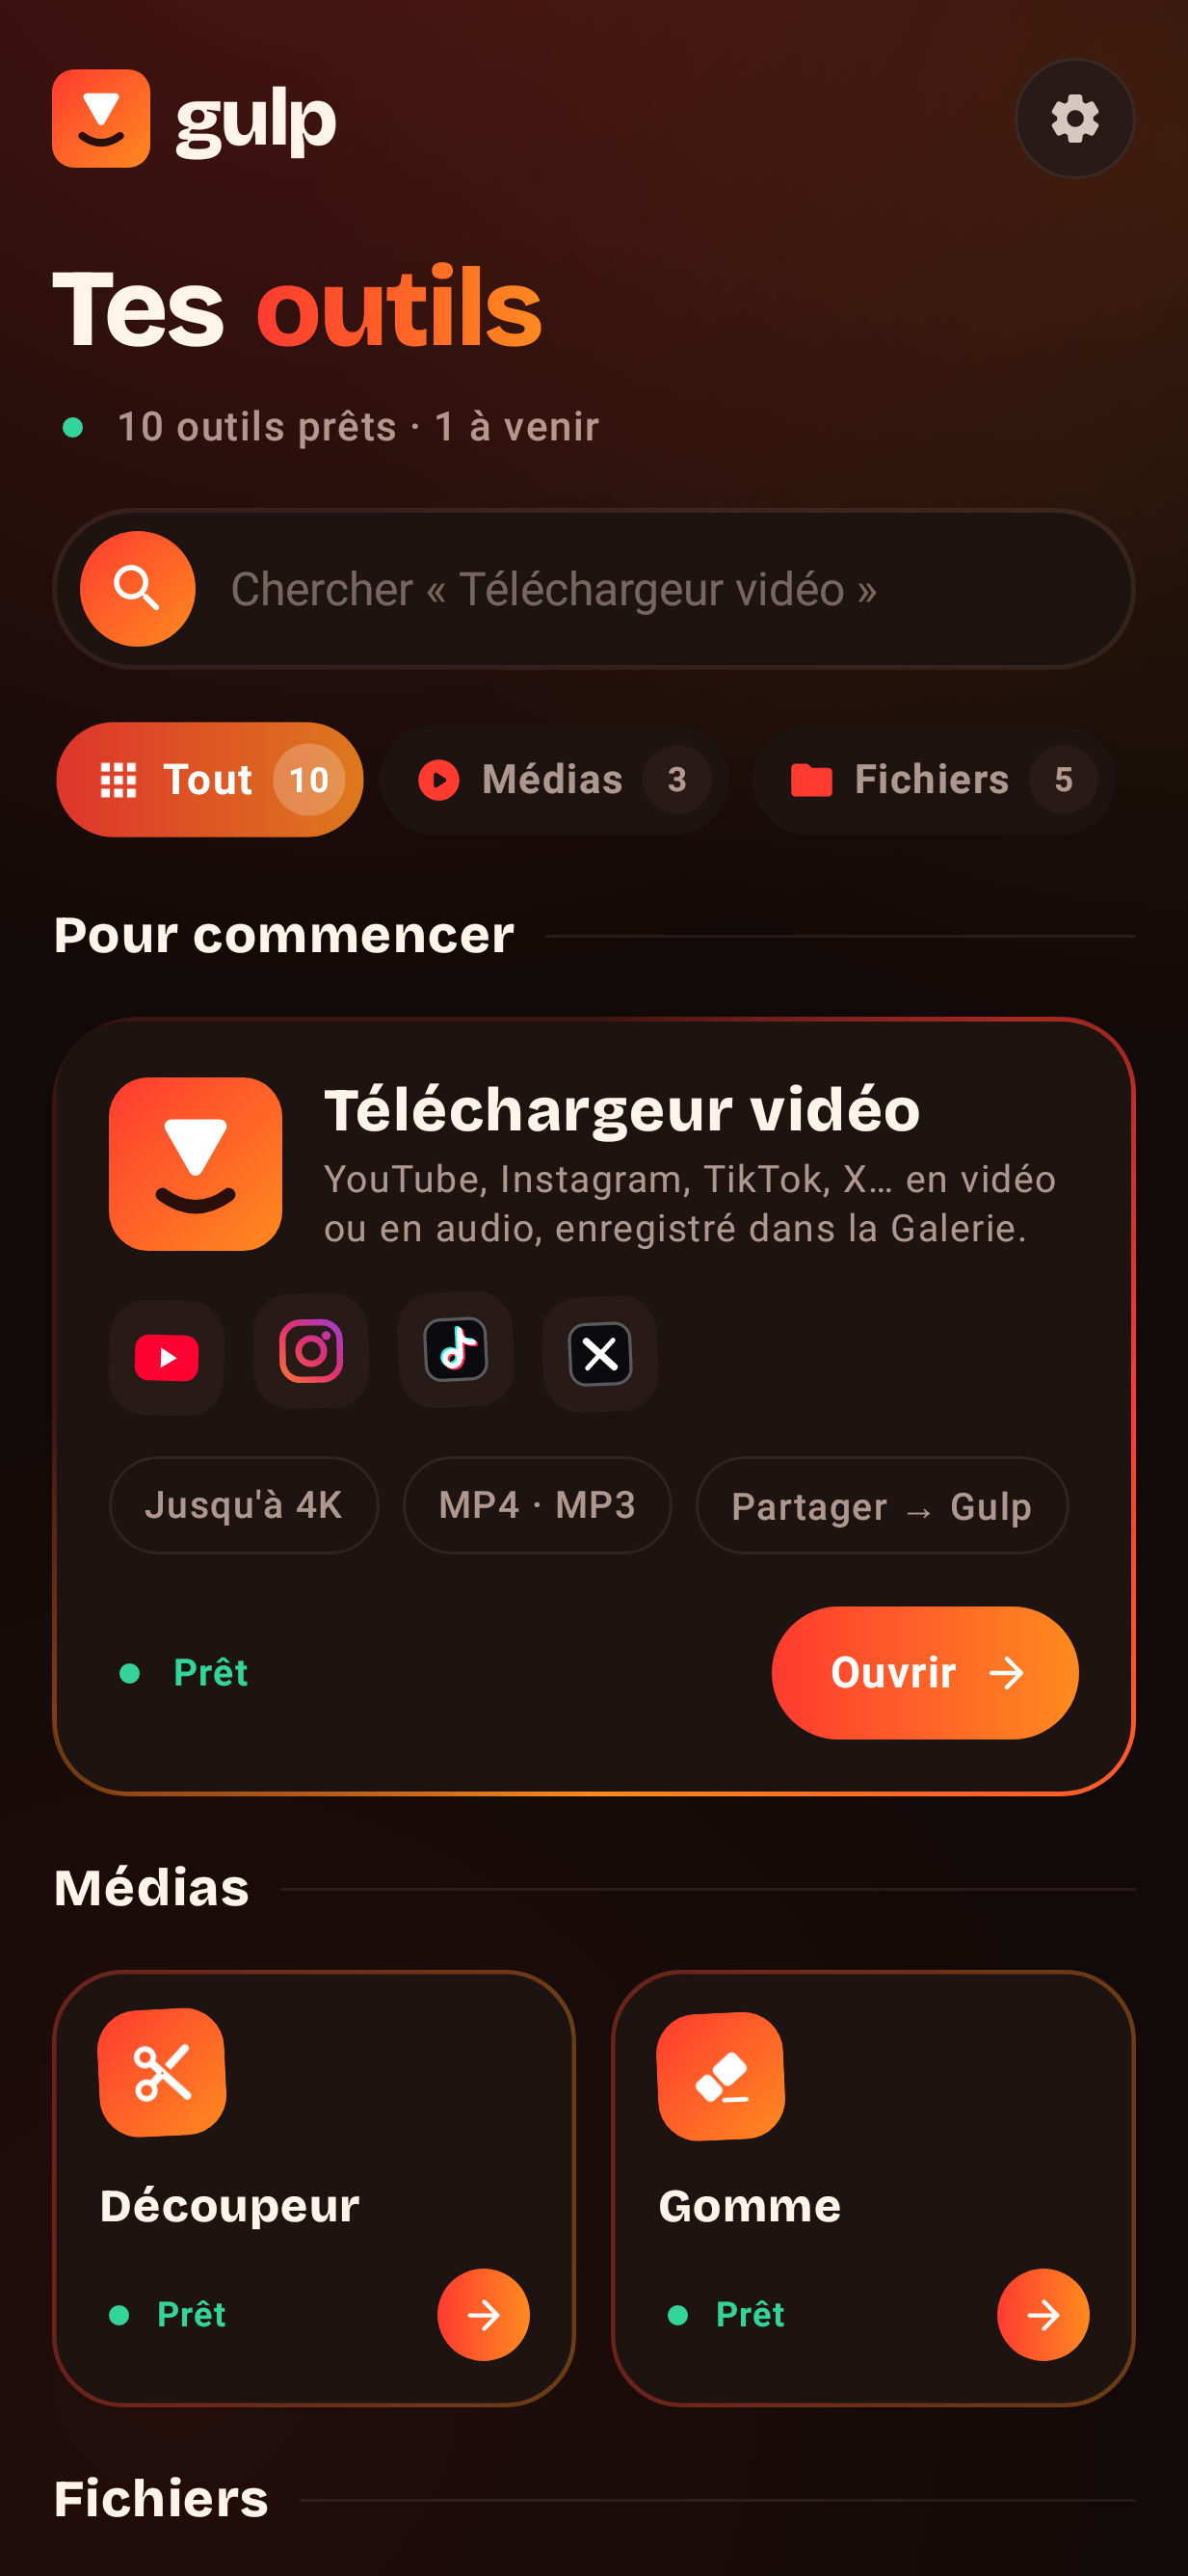 gulp
Tes outils
10 outils prêts · 1 à venir
Chercher « Téléchargeur vidéo »
Tout 10 Médias 3 Fichiers 5
Pour commencer
Téléchargeur vidéo
YouTube, Instagram, TikTok, X… en vidéo
ou en audio, enregistré dans la Galerie.
Jusqu'à 4K MP4 · MP3 Partager → Gulp
Prêt Ouvrir →
Médias
Découpeur Gomme
Prêt Prêt
Fichiers